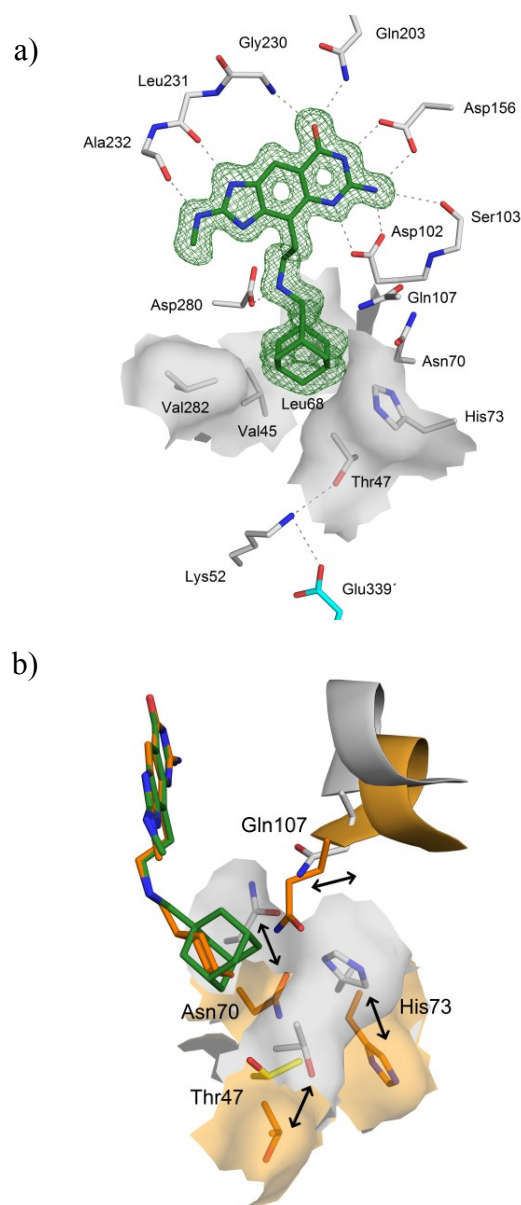 a)
Gln203
Gly230
Leu231
Asp156
Ala232
Ser103
Asp102
Gln107
Asp280
Asn70
Val282
Leu68
His73
Val45
Thr47
Lys52
Glu339´
b)
Gln107
Asn70
His73
Thr47